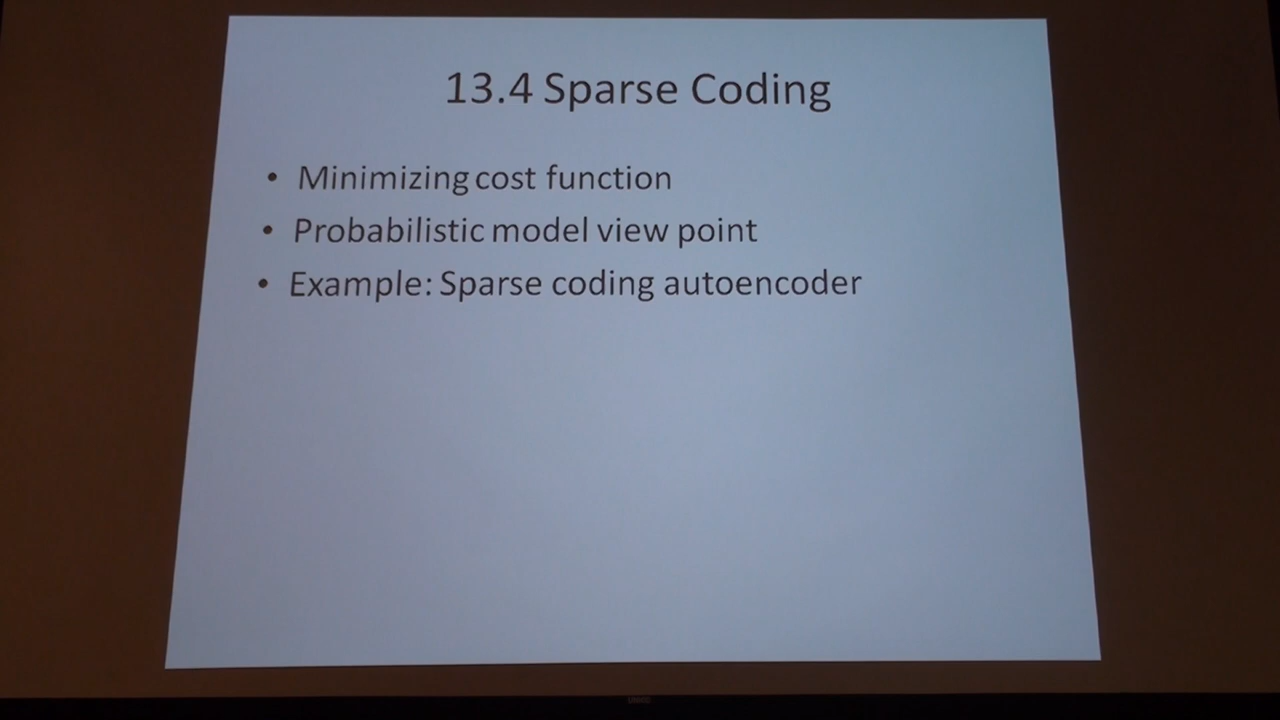 13.4 Sparse Coding
• Minimizing cost function
• Probabilistic model view point
• Example: Sparse coding autoencoder